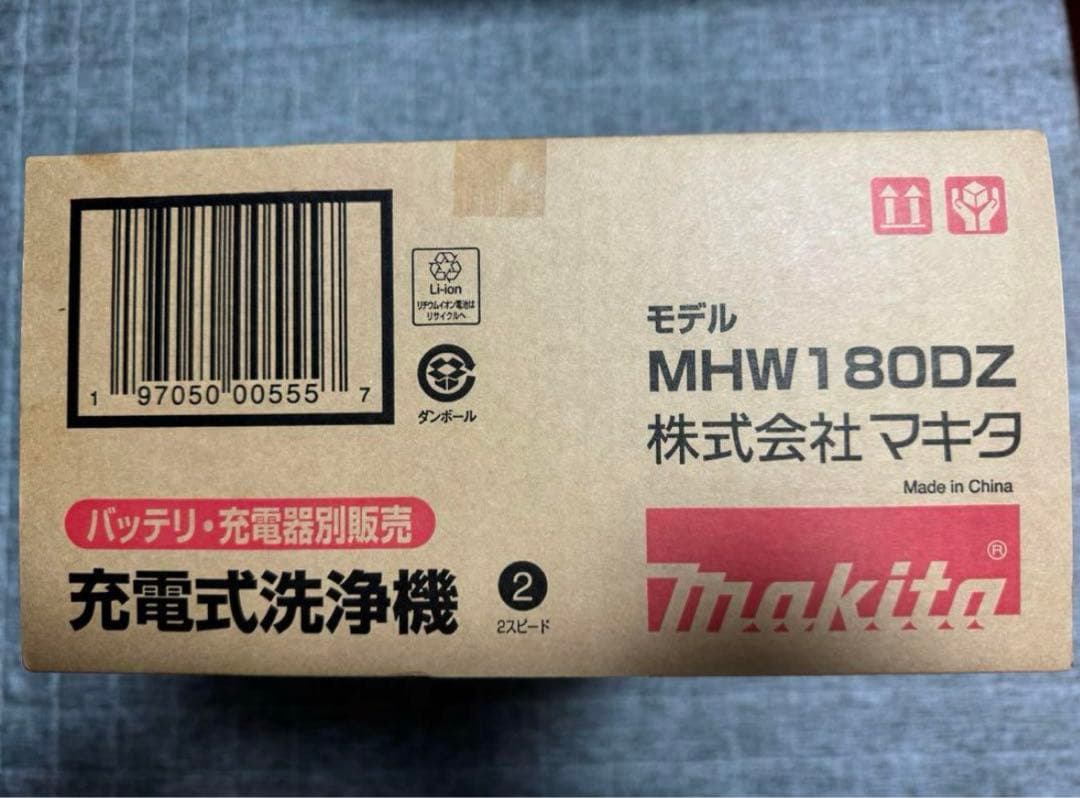 1 97050 00555 7
Li-ion
リチウムイオン電池は
リサイクルへ
ダンボール
モデル
MHW180DZ
株式会社マキタ
Made in China
バッテリ・充電器別販売
充電式洗浄機
2
2スピード
makita®